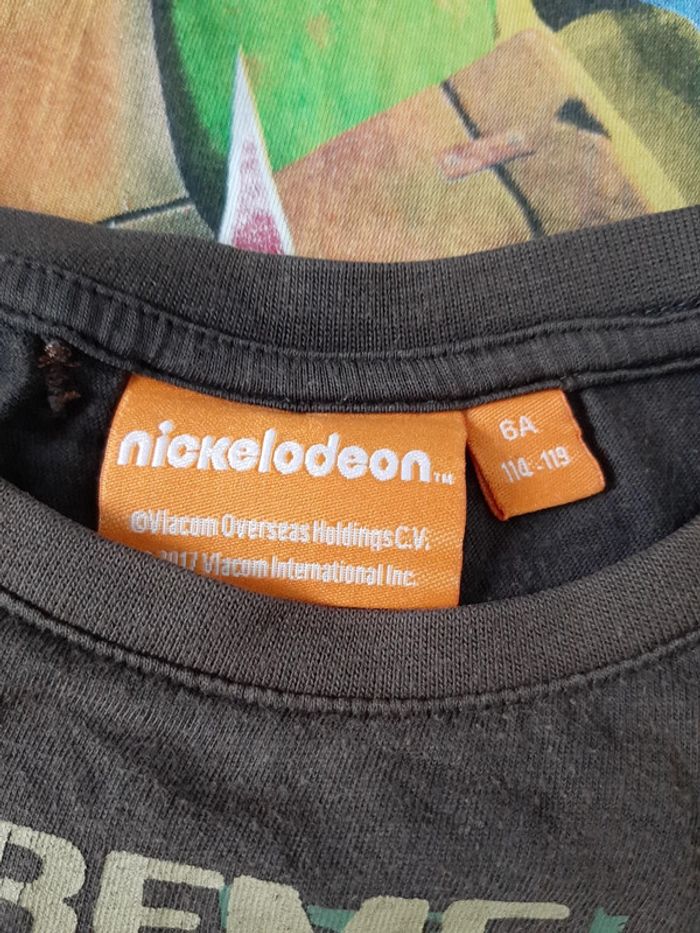 nickelodeon™
©Viacom Overseas Holdings C.V.
2017 Viacom International Inc.
6A
114-119